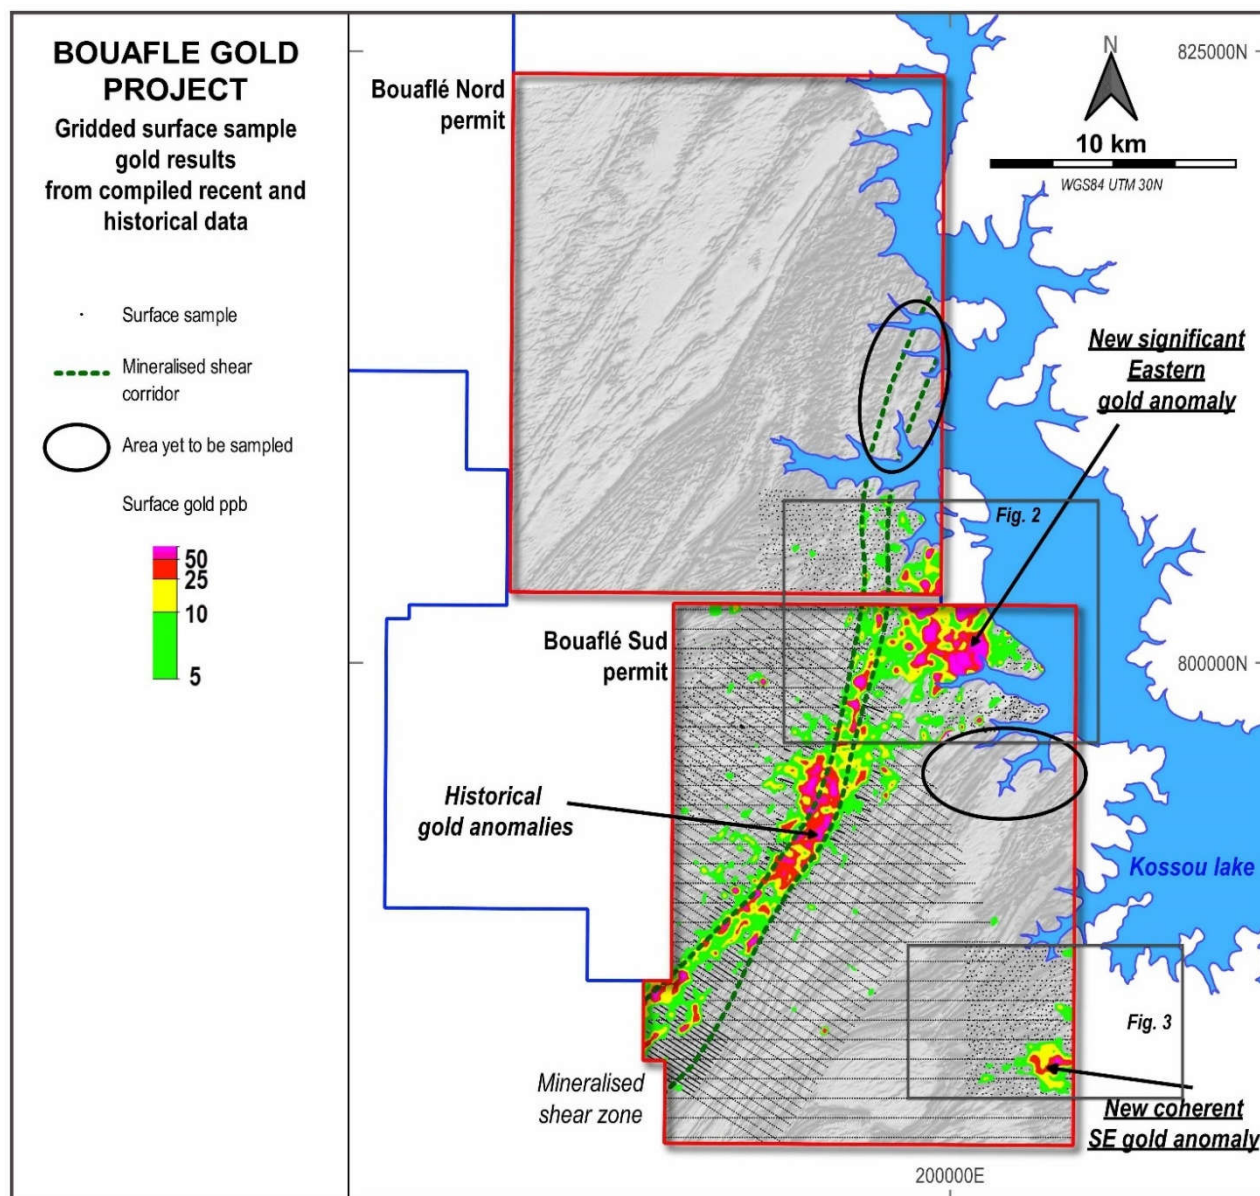 BOUAFLE GOLD
PROJECT
Gridded surface sample
gold results
from compiled recent and
historical data
Surface sample
Mineralised shear
corridor
Area yet to be sampled
Surface gold ppb
50
25
10
5
Bouaflé Nord
permit
N
825000N
10 km
WGS84 UTM 30N
New significant
Eastern
gold anomaly
Fig. 2
Bouaflé Sud
permit
800000N
Historical
gold anomalies
Kossou lake
Fig. 3
Mineralised
shear zone
New coherent
SE gold anomaly
200000E